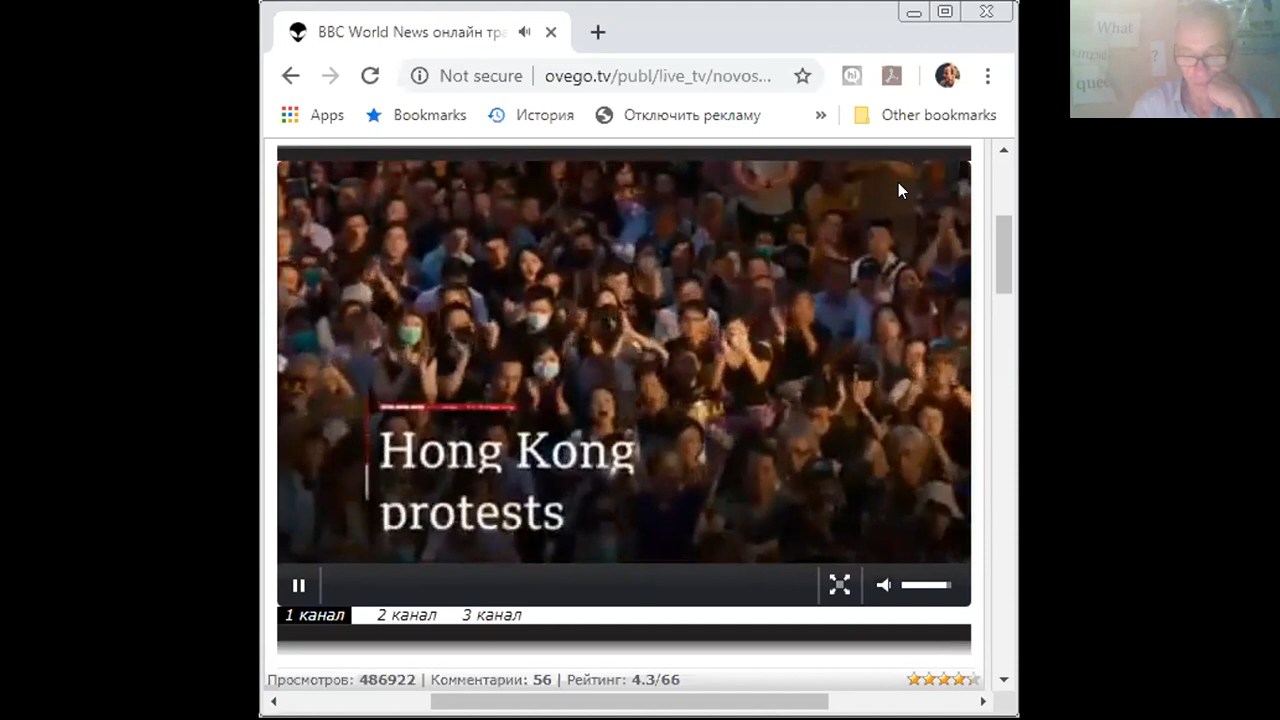 BBC World News онлайн тра
Not secure
ovego.tv/publ/live_tv/novos...
Apps
Bookmarks
История
Отключить рекламу
»
Other bookmarks
What
?
Hong Kong
protests
1 канал
2 канал
3 канал
Просмотров: 486922 | Комментарии: 56 | Рейтинг: 4.3/66